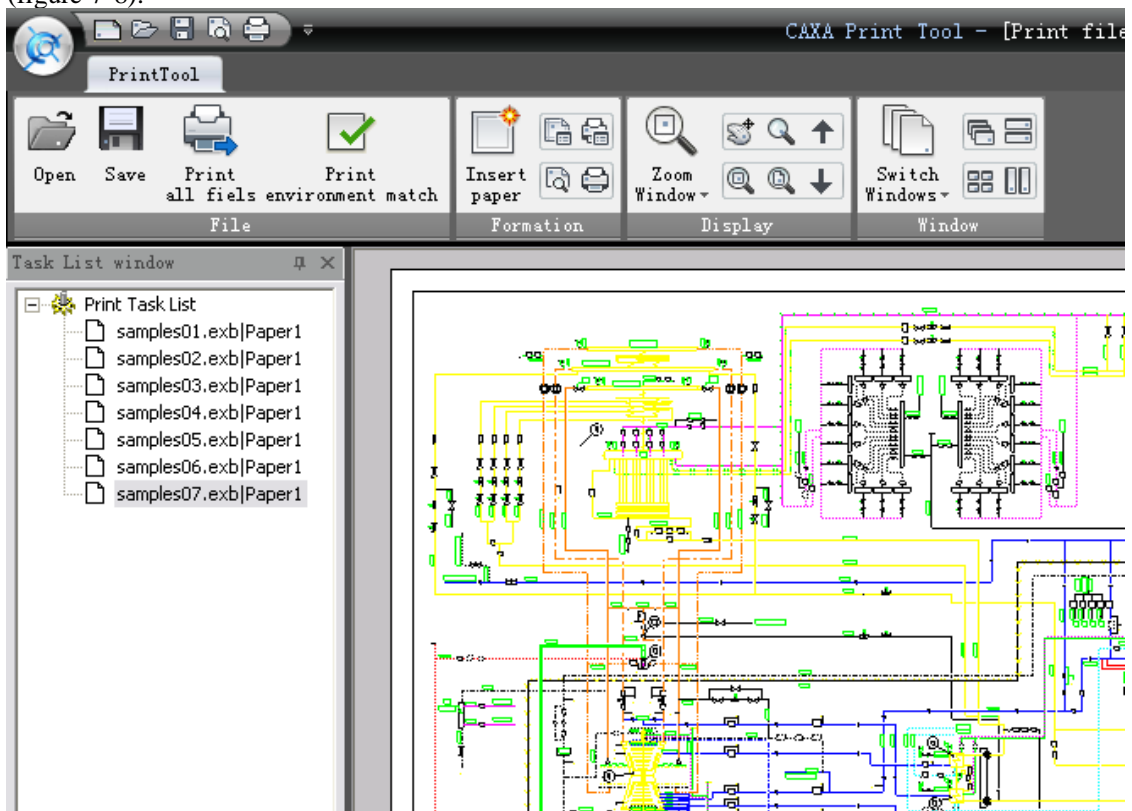 (figure 7-8).
CAXA Print Tool - [Print file
PrintTool
Open
Save
Print
all fiels
Print
environment match
Insert
paper
Zoom
Window
Switch
Windows
File
Formation
Display
Window
Task List window
Print Task List
samples01.exb|Paper1
samples02.exb|Paper1
samples03.exb|Paper1
samples04.exb|Paper1
samples05.exb|Paper1
samples06.exb|Paper1
samples07.exb|Paper1